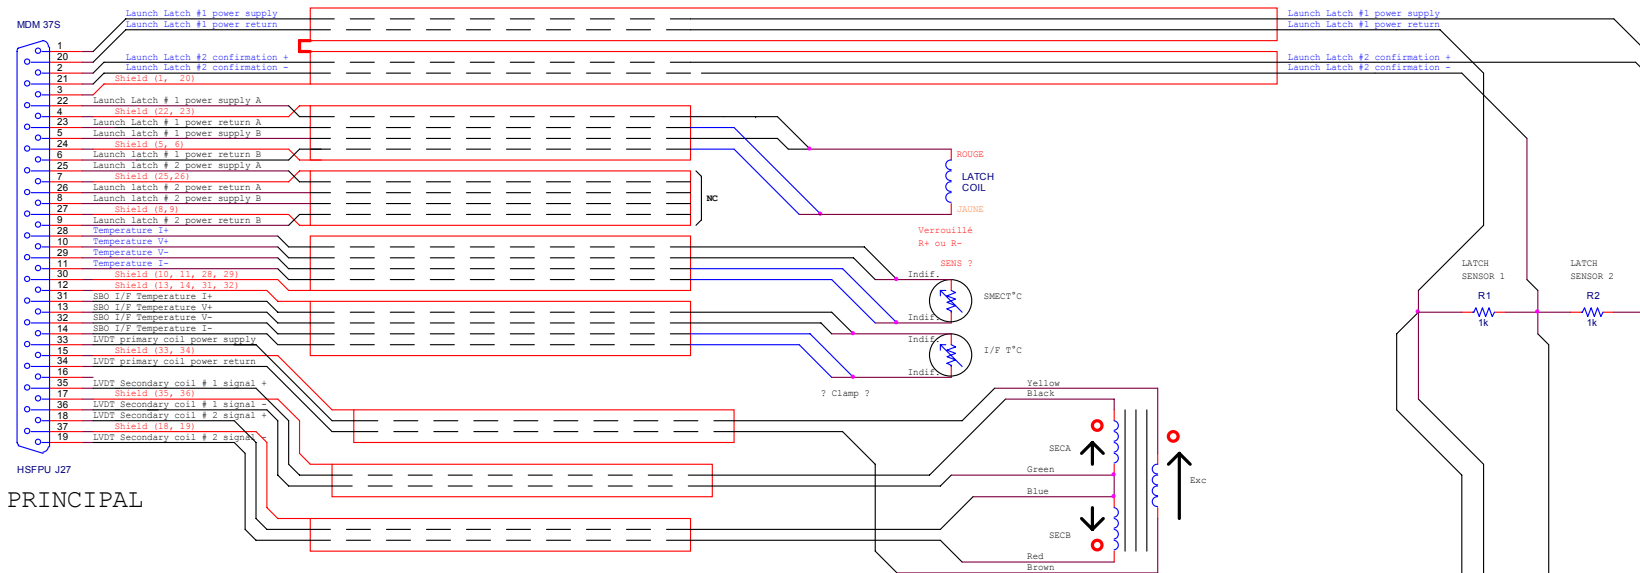 Launch Latch #1 power supply
Launch Latch #1 power return
Launch Latch #1 power supply
Launch Latch #1 power return
MDM 37S
1
20
Launch Latch #2 confirmation +
Launch Latch #2 confirmation -
Launch Latch #2 confirmation +
Launch Latch #2 confirmation -
2
21 Shield (1, 20)
3
22 Launch Latch # 1 power supply A
4 Shield (22, 23)
23 Launch Latch # 1 power return A
5 Launch latch # 1 power supply B
24 Shield (5, 6)
6 Launch latch # 1 power return B
25 Launch latch # 2 power supply A
7 Shield (25,26)
26 Launch latch # 2 power return A
8 Launch latch # 2 power supply B
27 Shield (8,9)
9 Launch latch # 2 power return B
28 Temperature I+
10 Temperature V+
29 Temperature V-
11 Temperature I-
30 Shield (10, 11, 28, 29)
12 Shield (13, 14, 31, 32)
31 SBO I/F Temperature I+
13 SBO I/F Temperature V+
32 SBO I/F Temperature V-
14 SBO I/F Temperature I-
33 LVDT primary coil power supply
15 Shield (33, 34)
34 LVDT primary coil power return
16
35 LVDT Secondary coil # 1 signal +
17 Shield (35, 36)
36 LVDT Secondary coil # 1 signal -
18 LVDT Secondary coil # 2 signal +
37 Shield (18, 19)
19 LVDT Secondary coil # 2 signal -
HSFPU J27
PRINCIPAL
NC
ROUGE
LATCH
COIL
JAUNE
Verrouillé
R+ ou R-
SENS ?
Indif.
SMECT°C
Indif.
Indif.
I/F T°C
Indif.
? Clamp ?
Yellow
Black
SECA
Green
Exc
Blue
SECB
Red
Brown
LATCH
SENSOR 1
R1
1k
LATCH
SENSOR 2
R2
1k